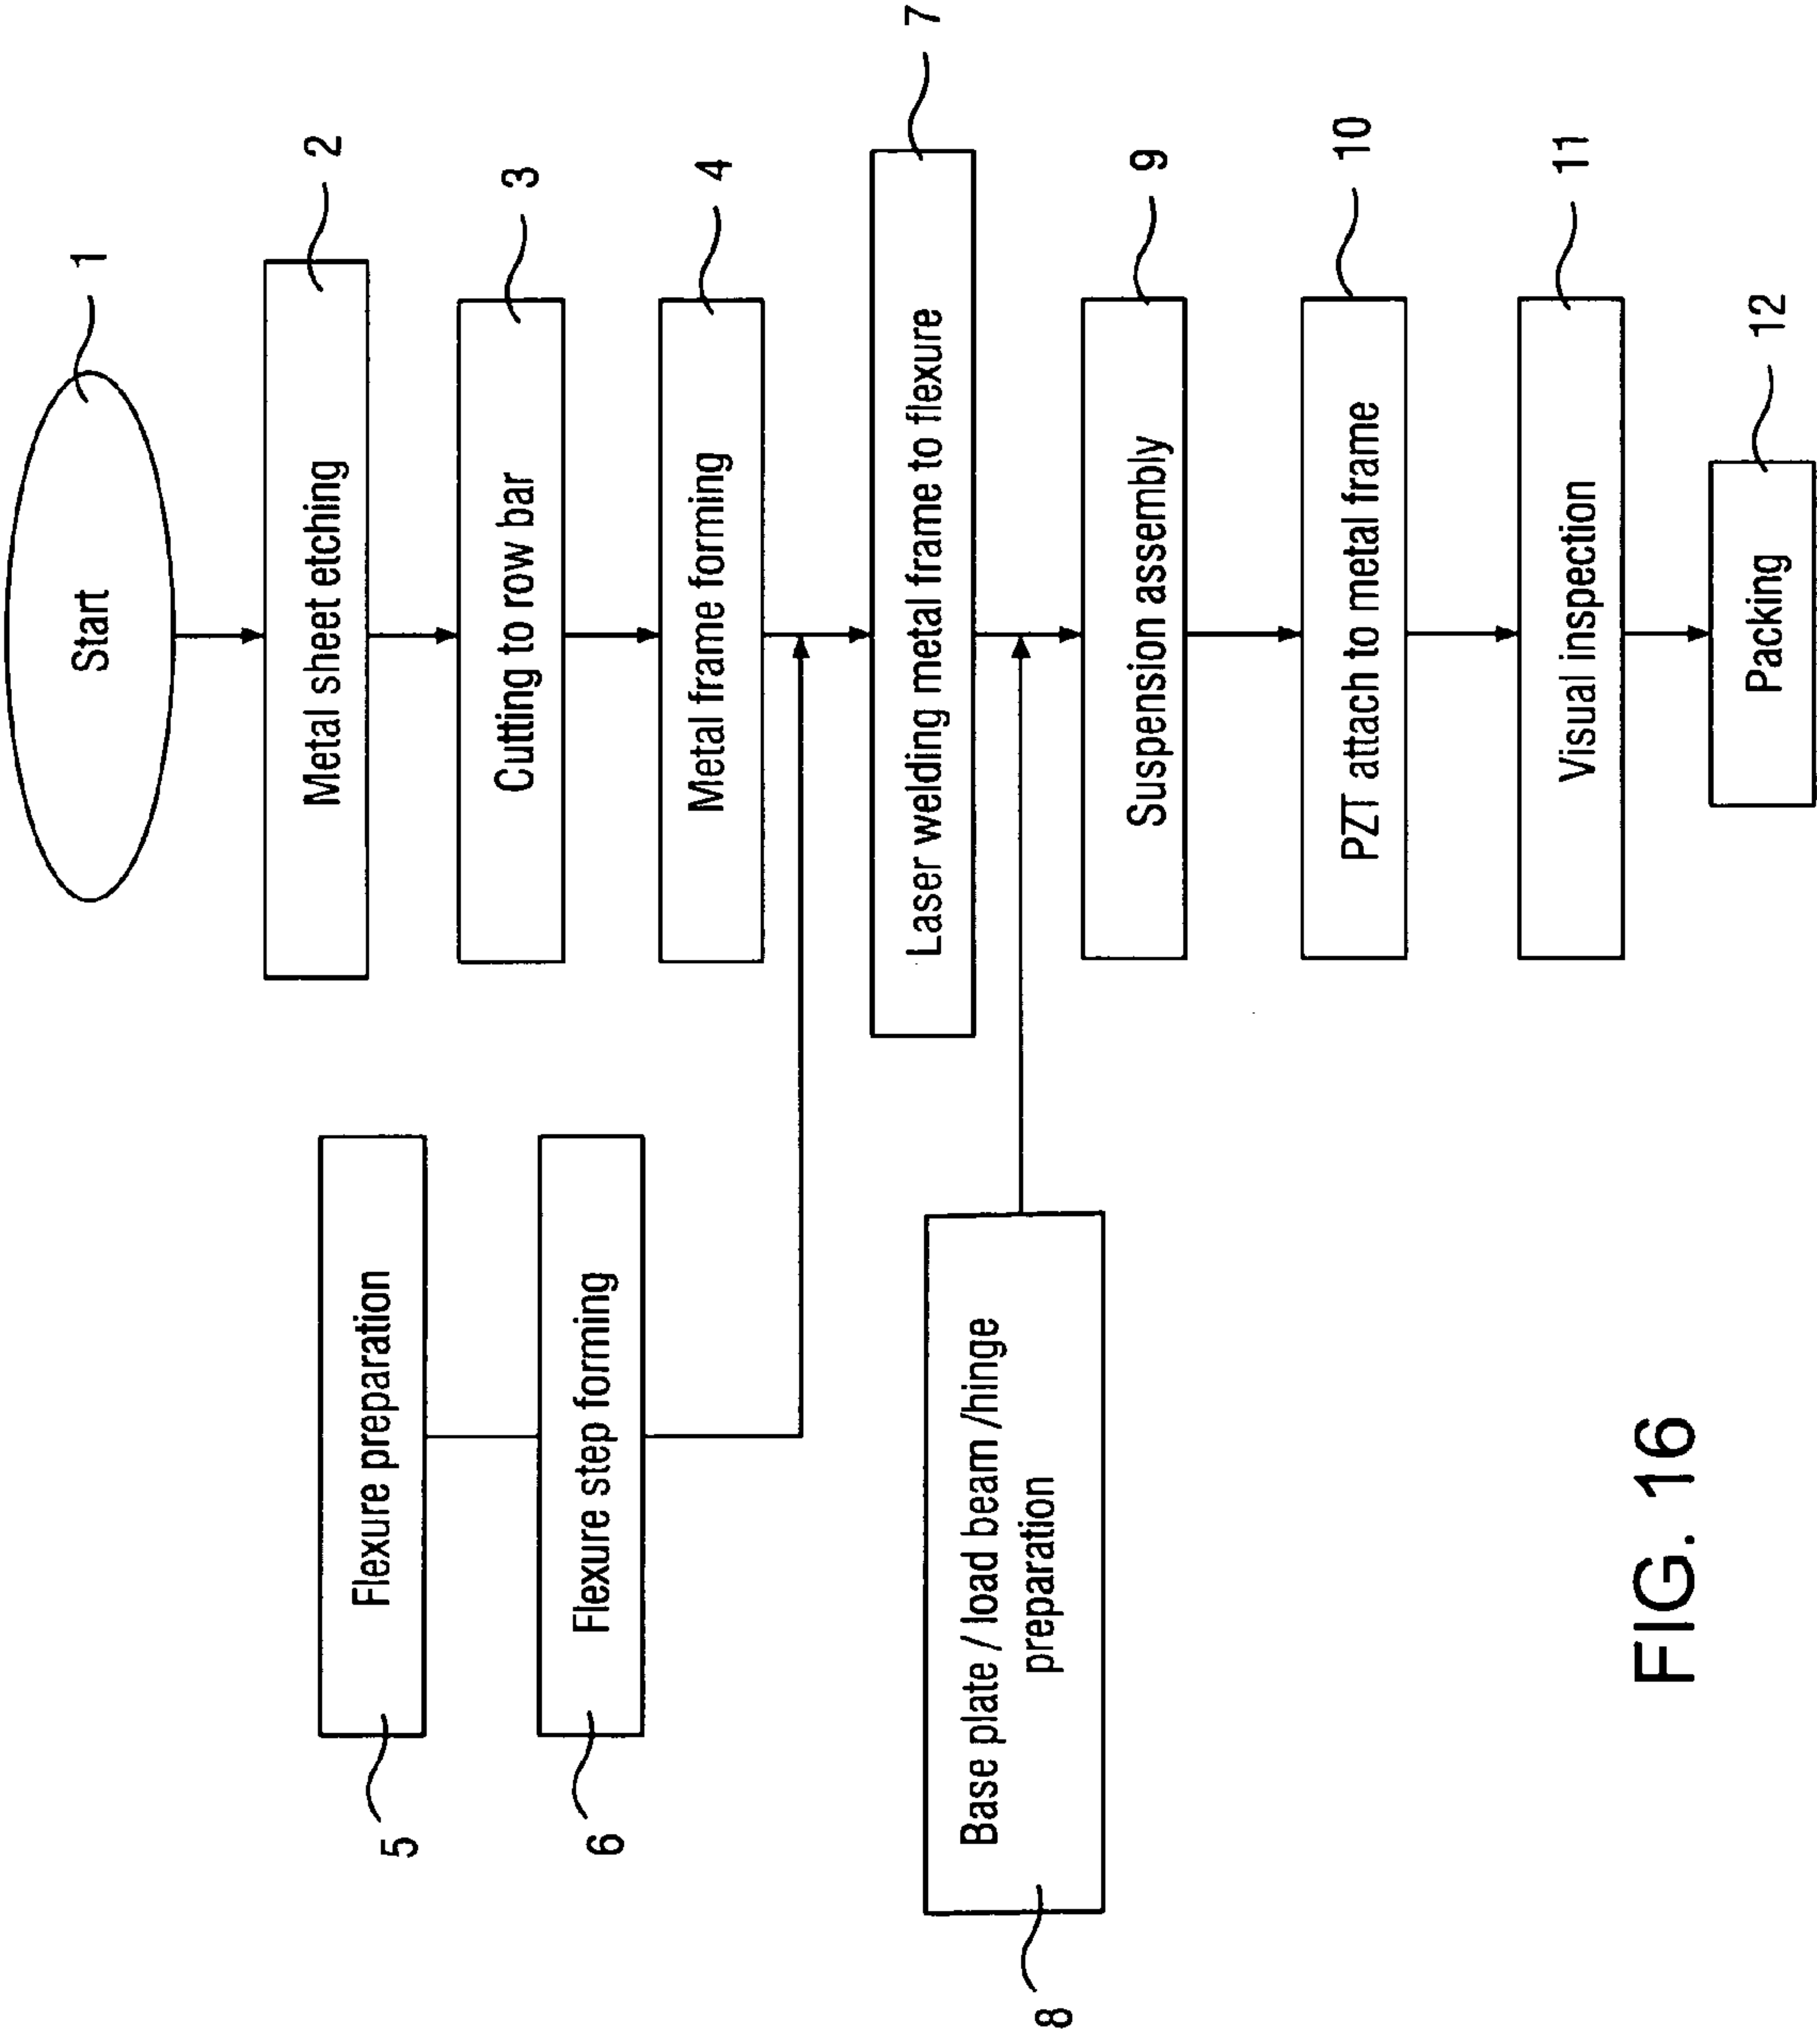 1
Start
2
Metal sheet etching
3
Cutting to row bar
4
Metal frame forming
5
Flexure preparation
6
Flexure step forming
7
Laser welding metal frame to flexure
8
Base plate / load beam /hinge
preparation
9
Suspension assembly
10
PZT attach to metal frame
11
Visual inspection
12
Packing
FIG. 16